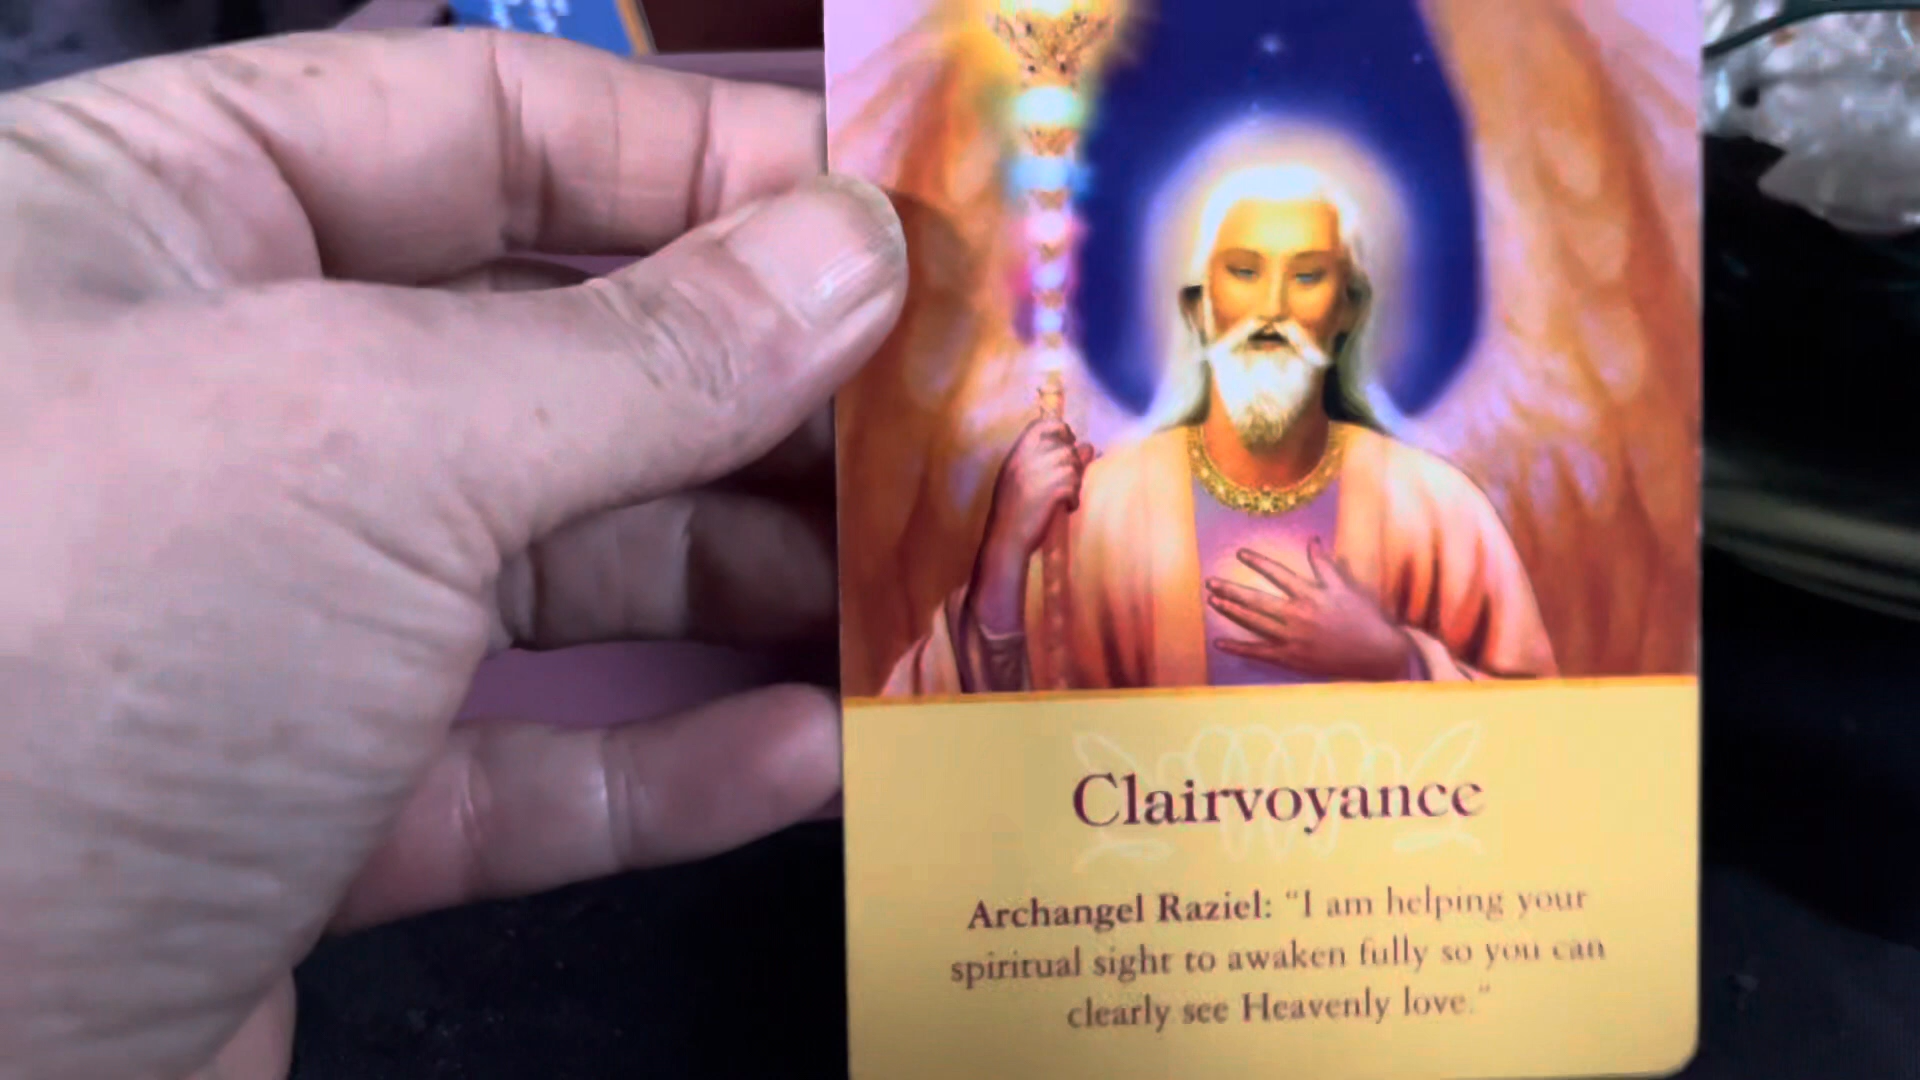 Clairvoyance
Archangel Raziel: “I am helping your
spiritual sight to awaken fully so you can
clearly see Heavenly love.”